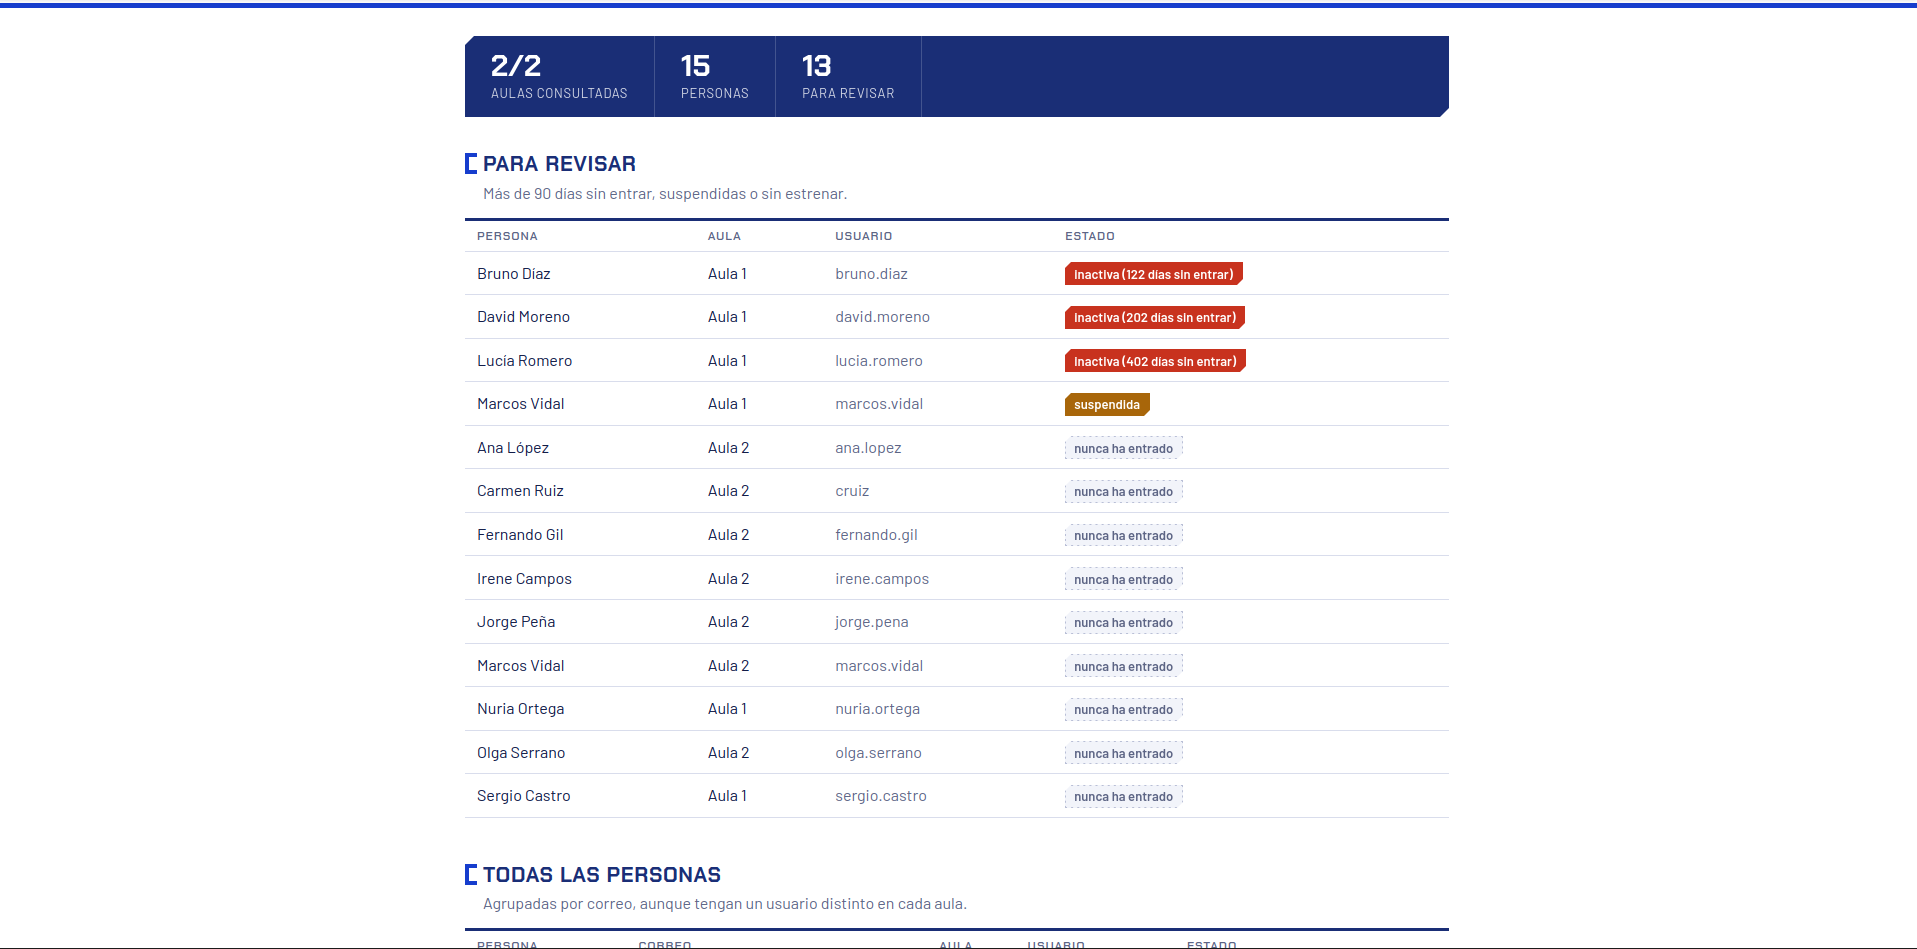 2/2 15 13
AULAS CONSULTADAS PERSONAS PARA REVISAR
PARA REVISAR
Más de 90 días sin entrar, suspendidas o sin estrenar.
PERSONA AULA USUARIO ESTADO
Bruno Díaz Aula 1 bruno.diaz inactiva (122 días sin entrar)
David Moreno Aula 1 david.moreno inactiva (202 días sin entrar)
Lucía Romero Aula 1 lucia.romero inactiva (402 días sin entrar)
Marcos Vidal Aula 1 marcos.vidal suspendida
Ana López Aula 2 ana.lopez nunca ha entrado
Carmen Ruiz Aula 2 cruiz nunca ha entrado
Fernando Gil Aula 2 fernando.gil nunca ha entrado
Irene Campos Aula 2 irene.campos nunca ha entrado
Jorge Peña Aula 2 jorge.pena nunca ha entrado
Marcos Vidal Aula 2 marcos.vidal nunca ha entrado
Nuria Ortega Aula 1 nuria.ortega nunca ha entrado
Olga Serrano Aula 2 olga.serrano nunca ha entrado
Sergio Castro Aula 1 sergio.castro nunca ha entrado
TODAS LAS PERSONAS
Agrupadas por correo, aunque tengan un usuario distinto en cada aula.
PERSONA CORREO AULA USUARIO ESTADO